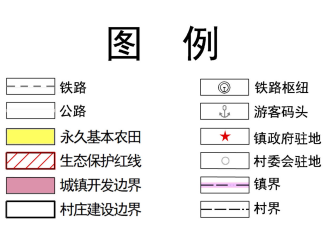 图 例
铁路
公路
永久基本农田
生态保护红线
城镇开发边界
村庄建设边界
铁路枢纽
游客码头
镇政府驻地
村委会驻地
镇界
村界